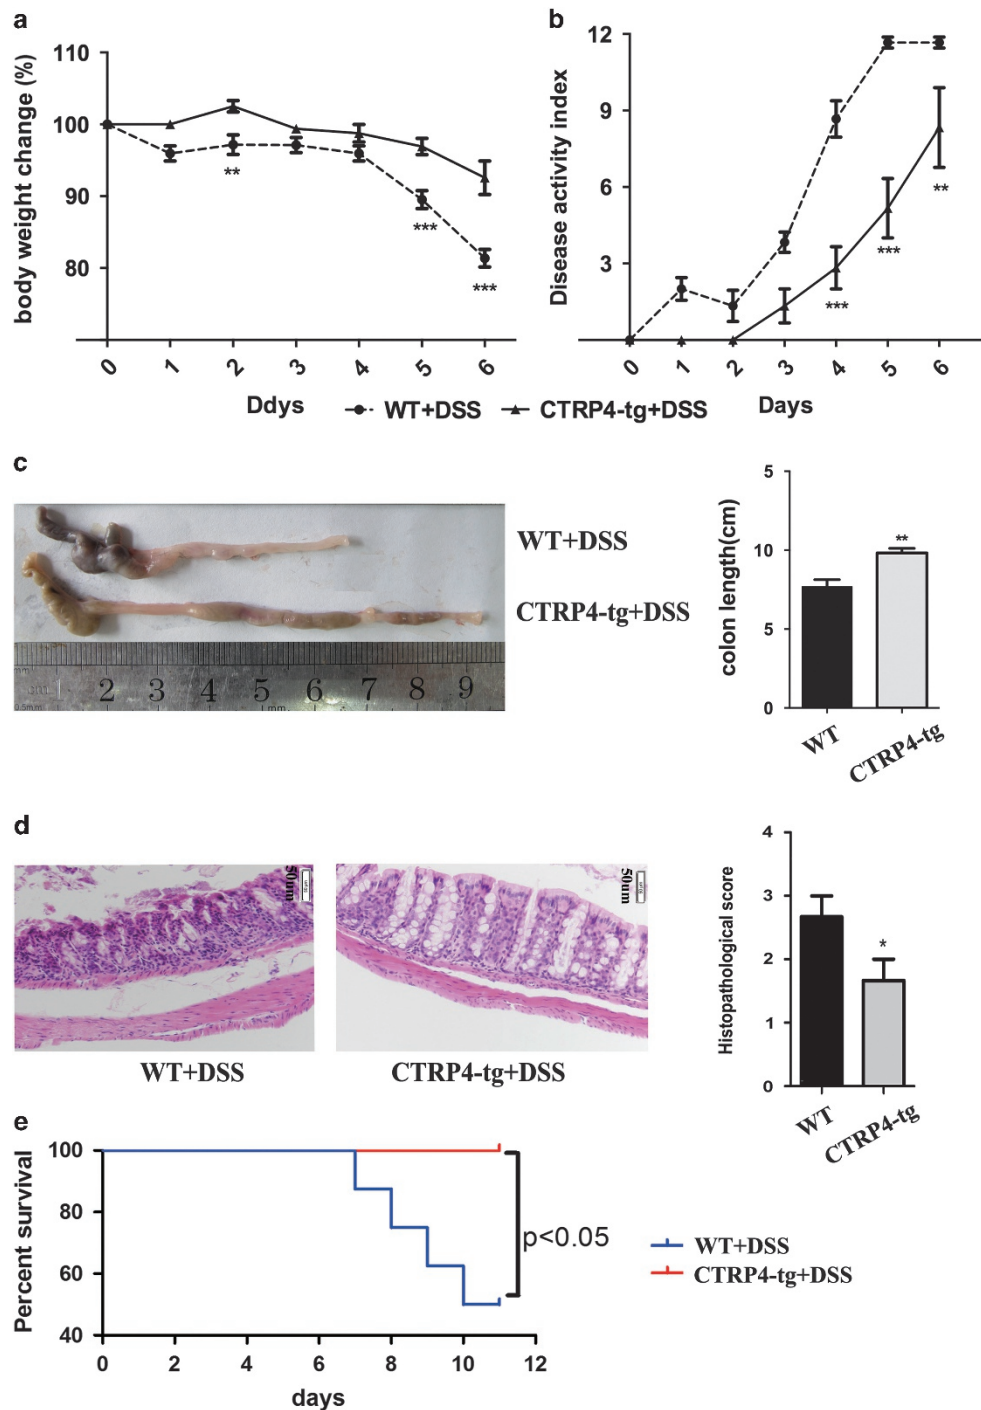 a
body weight change (%)
110
100
90
80
0 1 2 3 4 5 6
**
***
***
Ddys
b
Disease activity index
12
9
6
3
0 1 2 3 4 5 6
***
***
**
Days
WT+DSS CTRP4-tg+DSS
c
WT+DSS
CTRP4-tg+DSS
2 3 4 5 6 7 8 9
mm
0.5mm
colon length(cm)
5
10
5
0
**
WT
CTRP4-tg
d
50um
50um
WT+DSS
CTRP4-tg+DSS
Histopathological score
4
3
2
1
0
*
WT
CTRP4-tg
e
Percent survival
100
80
60
40
0 2 4 6 8 10 12
days
p<0.05
WT+DSS
CTRP4-tg+DSS